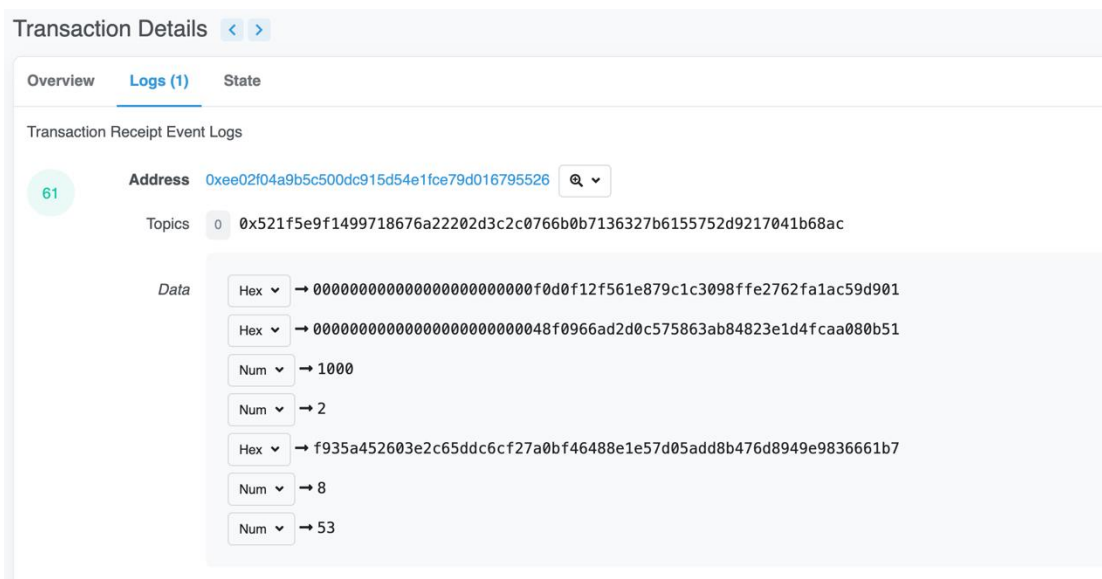 Transaction Details < >
Overview Logs (1) State
Transaction Receipt Event Logs
61
Address 0xee02f04a9b5c500dc915d54e1fce79d016795526
Topics 0 0x521f5e9f1499718676a22202d3c2c0766b0b7136327b6155752d9217041b68ac
Data
Hex → 000000000000000000000000f0d0f12f561e879c1c3098ffe2762fa1ac59d901
Hex → 00000000000000000000000048f0966ad2d0c575863ab84823e1d4fcaa080b51
Num → 1000
Num → 2
Hex → f935a452603e2c65ddc6cf27a0bf46488e1e57d05add8b476d8949e9836661b7
Num → 8
Num → 53